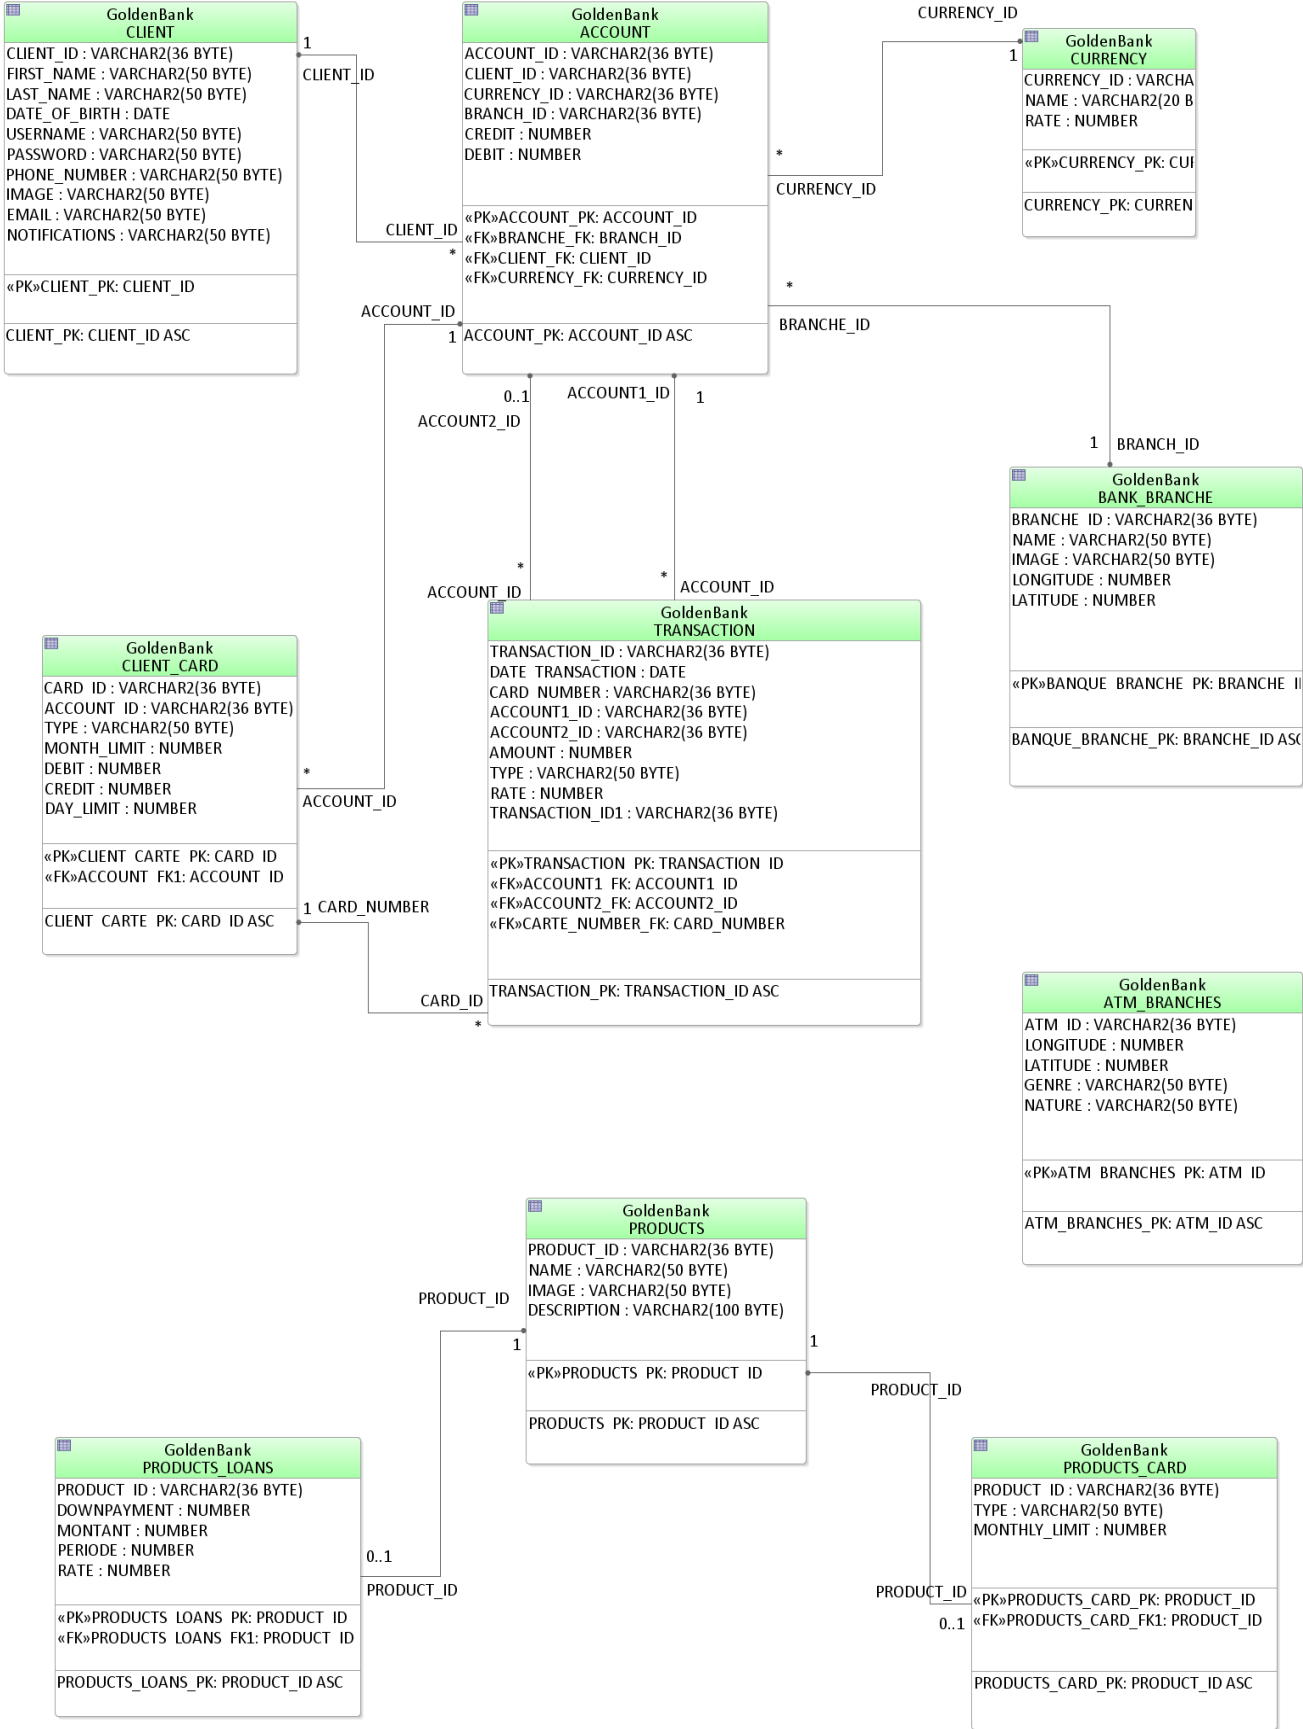 GoldenBank
CLIENT
CLIENT_ID : VARCHAR2(36 BYTE)
FIRST_NAME : VARCHAR2(50 BYTE)
LAST_NAME : VARCHAR2(50 BYTE)
DATE_OF_BIRTH : DATE
USERNAME : VARCHAR2(50 BYTE)
PASSWORD : VARCHAR2(50 BYTE)
PHONE_NUMBER : VARCHAR2(50 BYTE)
IMAGE : VARCHAR2(50 BYTE)
EMAIL : VARCHAR2(50 BYTE)
NOTIFICATIONS : VARCHAR2(50 BYTE)
«PK»CLIENT_PK: CLIENT_ID
CLIENT_PK: CLIENT_ID ASC
1
CLIENT_ID
CLIENT_ID
*
GoldenBank
ACCOUNT
ACCOUNT_ID : VARCHAR2(36 BYTE)
CLIENT_ID : VARCHAR2(36 BYTE)
CURRENCY_ID : VARCHAR2(36 BYTE)
BRANCH_ID : VARCHAR2(36 BYTE)
CREDIT : NUMBER
DEBIT : NUMBER
«PK»ACCOUNT_PK: ACCOUNT_ID
«FK»BRANCHE_FK: BRANCH_ID
«FK»CLIENT_FK: CLIENT_ID
«FK»CURRENCY_FK: CURRENCY_ID
ACCOUNT_PK: ACCOUNT_ID ASC
CURRENCY_ID
1
*
CURRENCY_ID
GoldenBank
CURRENCY
CURRENCY_ID : VARCHA
NAME : VARCHAR2(20 B
RATE : NUMBER
«PK»CURRENCY_PK: CUR
CURRENCY_PK: CURREN
*
BRANCHE_ID
1
BRANCH_ID
ACCOUNT_ID
1
0..1
ACCOUNT2_ID
ACCOUNT1_ID
1
*
ACCOUNT_ID
*
ACCOUNT_ID
GoldenBank
BANK_BRANCHE
BRANCHE_ID : VARCHAR2(36 BYTE)
NAME : VARCHAR2(50 BYTE)
IMAGE : VARCHAR2(50 BYTE)
LONGITUDE : NUMBER
LATITUDE : NUMBER
«PK»BANQUE_BRANCHE_PK: BRANCHE_I
BANQUE_BRANCHE_PK: BRANCHE_ID ASC
GoldenBank
CLIENT_CARD
CARD_ID : VARCHAR2(36 BYTE)
ACCOUNT_ID : VARCHAR2(36 BYTE)
TYPE : VARCHAR2(50 BYTE)
MONTH_LIMIT : NUMBER
DEBIT : NUMBER
CREDIT : NUMBER
DAY_LIMIT : NUMBER
«PK»CLIENT_CARTE_PK: CARD_ID
«FK»ACCOUNT_FK1: ACCOUNT_ID
CLIENT_CARTE_PK: CARD_ID ASC
*
ACCOUNT_ID
1 CARD_NUMBER
CARD_ID
*
GoldenBank
TRANSACTION
TRANSACTION_ID : VARCHAR2(36 BYTE)
DATE_TRANSACTION : DATE
CARD_NUMBER : VARCHAR2(36 BYTE)
ACCOUNT1_ID : VARCHAR2(36 BYTE)
ACCOUNT2_ID : VARCHAR2(36 BYTE)
AMOUNT : NUMBER
TYPE : VARCHAR2(50 BYTE)
RATE : NUMBER
TRANSACTION_ID1 : VARCHAR2(36 BYTE)
«PK»TRANSACTION_PK: TRANSACTION_ID
«FK»ACCOUNT1_FK: ACCOUNT1_ID
«FK»ACCOUNT2_FK: ACCOUNT2_ID
«FK»CARTE_NUMBER_FK: CARD_NUMBER
TRANSACTION_PK: TRANSACTION_ID ASC
GoldenBank
ATM_BRANCHES
ATM_ID : VARCHAR2(36 BYTE)
LONGITUDE : NUMBER
LATITUDE : NUMBER
GENRE : VARCHAR2(50 BYTE)
NATURE : VARCHAR2(50 BYTE)
«PK»ATM_BRANCHES_PK: ATM_ID
ATM_BRANCHES_PK: ATM_ID ASC
GoldenBank
PRODUCTS
PRODUCT_ID : VARCHAR2(36 BYTE)
NAME : VARCHAR2(50 BYTE)
IMAGE : VARCHAR2(50 BYTE)
DESCRIPTION : VARCHAR2(100 BYTE)
«PK»PRODUCTS_PK: PRODUCT_ID
PRODUCTS_PK: PRODUCT_ID ASC
PRODUCT_ID
1
1
PRODUCT_ID
GoldenBank
PRODUCTS_LOANS
PRODUCT_ID : VARCHAR2(36 BYTE)
DOWNPAYMENT : NUMBER
MONTANT : NUMBER
PERIODE : NUMBER
RATE : NUMBER
«PK»PRODUCTS_LOANS_PK: PRODUCT_ID
«FK»PRODUCTS_LOANS_FK1: PRODUCT_ID
PRODUCTS_LOANS_PK: PRODUCT_ID ASC
0..1
PRODUCT_ID
PRODUCT_ID
0..1
GoldenBank
PRODUCTS_CARD
PRODUCT_ID : VARCHAR2(36 BYTE)
TYPE : VARCHAR2(50 BYTE)
MONTHLY_LIMIT : NUMBER
«PK»PRODUCTS_CARD_PK: PRODUCT_ID
«FK»PRODUCTS_CARD_FK1: PRODUCT_ID
PRODUCTS_CARD_PK: PRODUCT_ID ASC